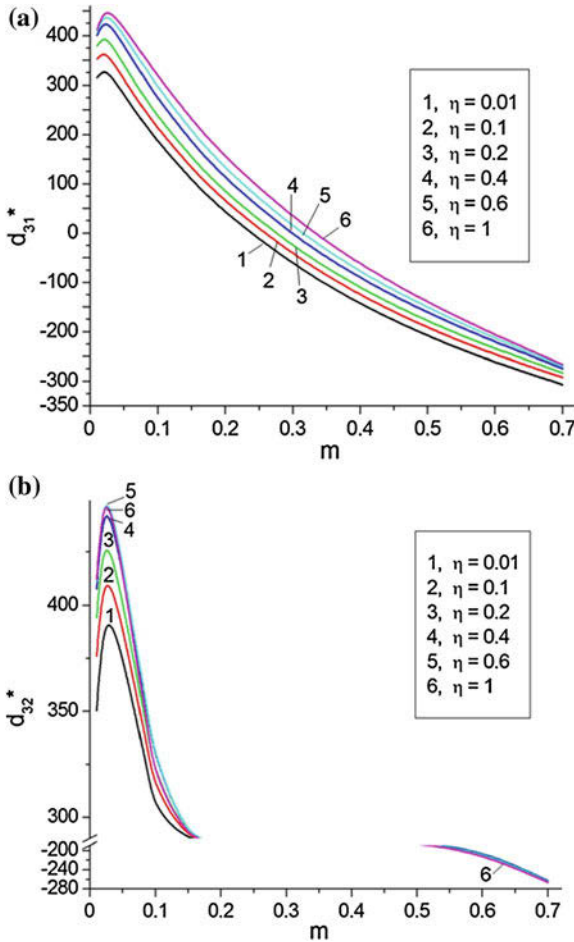 (a)
400
300
200
100
0
-100
-200
-300
-350
d31*
1, η = 0.01
2, η = 0.1
3, η = 0.2
4, η = 0.4
5, η = 0.6
6, η = 1
4
5
6
1
2
3
0 0.1 0.2 0.3 0.4 0.5 0.6 0.7
m
(b)
5
6
4
3
2
1
400
350
300
-200
-240
-280
d32*
1, η = 0.01
2, η = 0.1
3, η = 0.2
4, η = 0.4
5, η = 0.6
6, η = 1
6
0 0.1 0.2 0.3 0.4 0.5 0.6 0.7
m